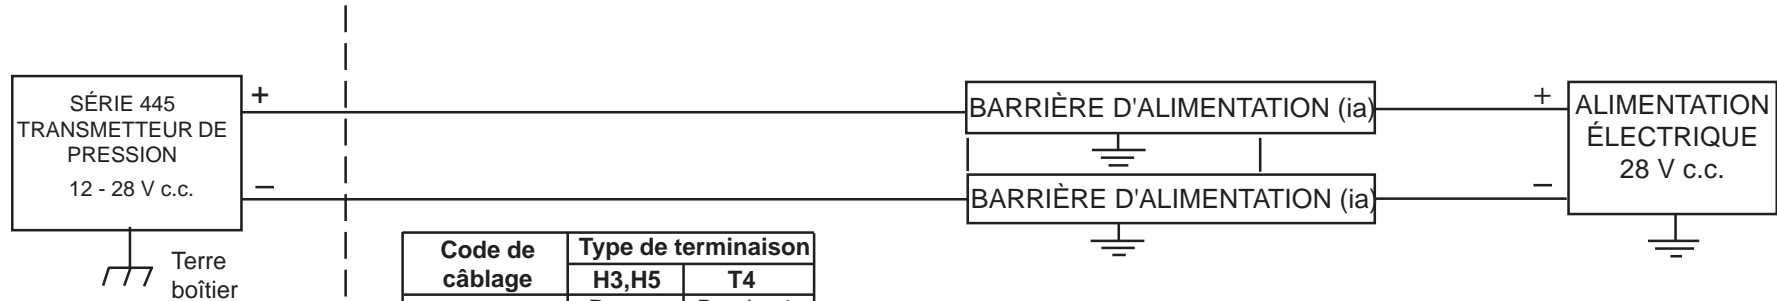 SÉRIE 445
TRANSMETTEUR DE
PRESSION
12 - 28 V c.c.
+
−
Terre
boîtier
BARRIÈRE D'ALIMENTATION (ia)
BARRIÈRE D'ALIMENTATION (ia)
+
−
ALIMENTATION
ÉLECTRIQUE
28 V c.c.
Code de
câblage
Type de terminaison
H3,H5
T4